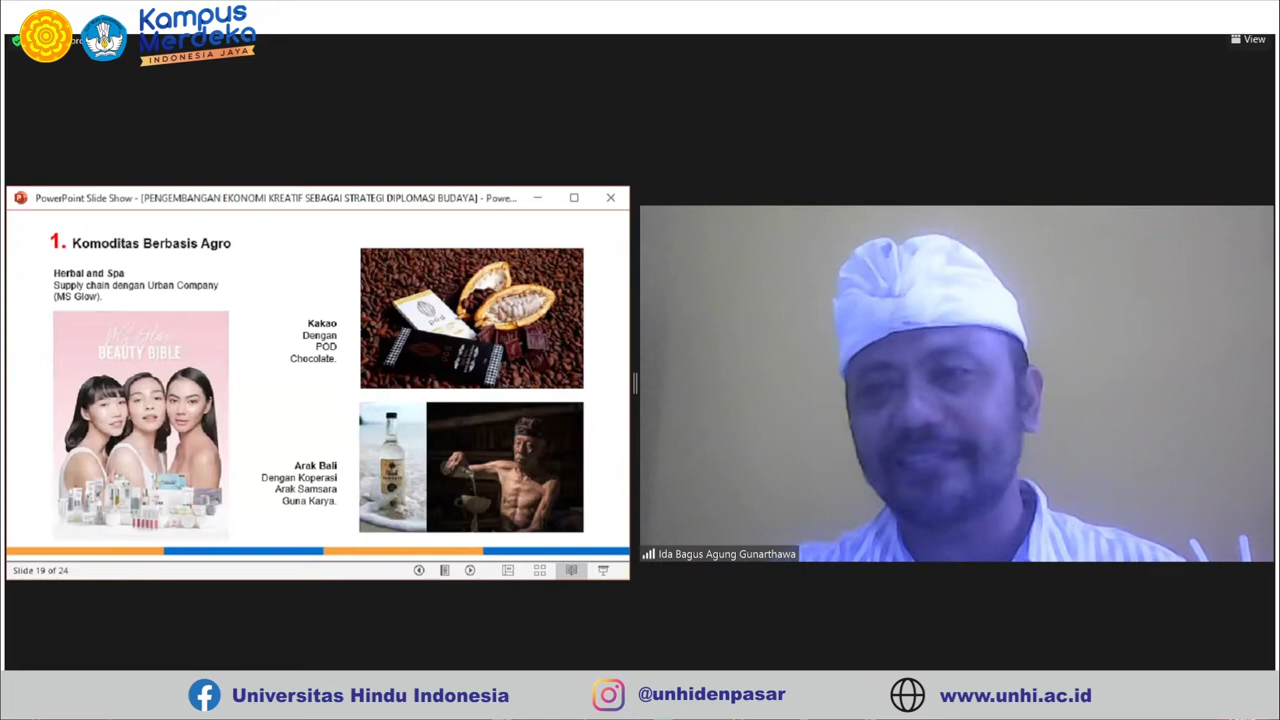 Kampus
Merdeka
INDONESIA JAYA
View
PowerPoint Slide Show - [PENGEMBANGAN EKONOMI KREATIF SEBAGAI STRATEGI DIPLOMASI BUDAYA] - Powe...
1. Komoditas Berbasis Agro
Herbal and Spa
Supply chain dengan Urban Company
(MS Glow).
MS Glow
BEAUTY BIBLE
Kakao
Dengan
POD
Chocolate.
pod
Arak Bali
Dengan Koperasi
Arak Samsara
Guna Karya.
Slide 19 of 24
Ida Bagus Agung Gunarthawa
Universitas Hindu Indonesia
@unhidenpasar
www.unhi.ac.id